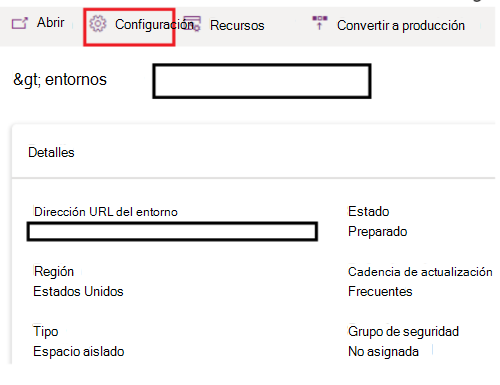 Abrir Configuración Recursos Convertir a producción
&gt; entornos
Detalles
Dirección URL del entorno Estado
Preparado
Región Cadencia de actualización
Estados Unidos Frecuentes
Tipo Grupo de seguridad
Espacio aislado No asignada